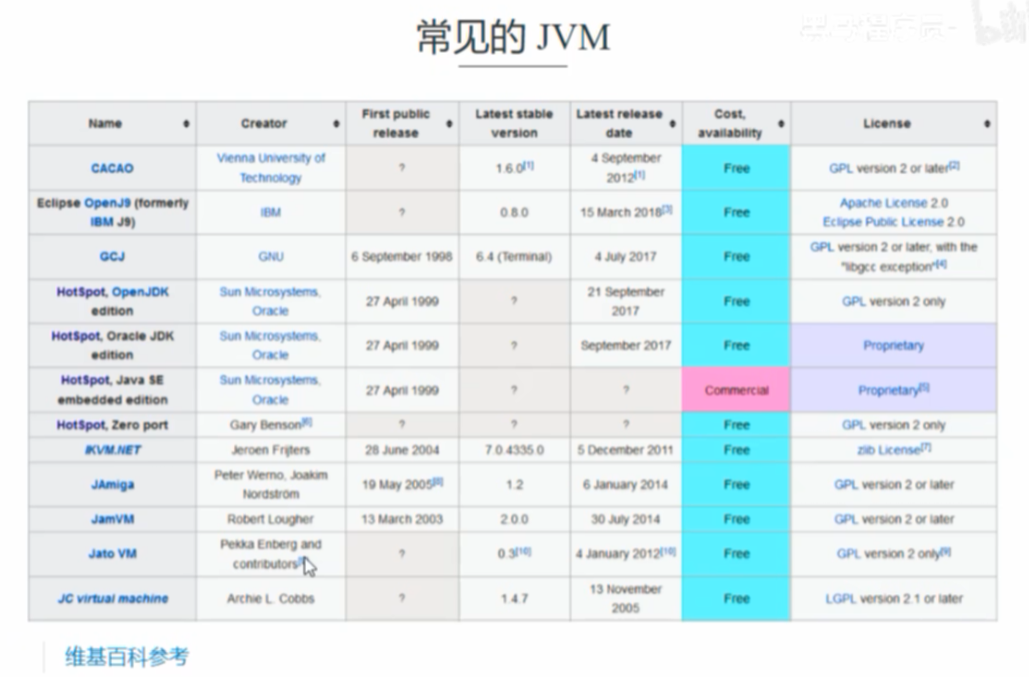 常见的 JVM
Name Creator First public release Latest stable version Latest release date Cost, availability License
CACAO Vienna University of Technology ? 1.6.0[1] 4 September 2012[1] Free GPL version 2 or later[2]
Eclipse OpenJ9 (formerly IBM J9) IBM ? 0.8.0 15 March 2018[3] Free Apache License 2.0 Eclipse Public License 2.0
GCJ GNU 6 September 1998 6.4 (Terminal) 4 July 2017 Free GPL version 2 or later, with the "libgcc exception"[4]
HotSpot, OpenJDK edition Sun Microsystems, Oracle 27 April 1999 ? 21 September 2017 Free GPL version 2 only
HotSpot, Oracle JDK edition Sun Microsystems, Oracle 27 April 1999 ? September 2017 Free Proprietary
HotSpot, Java SE embedded edition Sun Microsystems, Oracle 27 April 1999 ? ? Commercial Proprietary[5]
HotSpot, Zero port Gary Benson[6] ? ? ? Free GPL version 2 only
IKVM.NET Jeroen Frijters 28 June 2004 7.0.4335.0 5 December 2011 Free zlib License[7]
JAmiga Peter Werno, Joakim Nordström 19 May 2005[8] 1.2 6 January 2014 Free GPL version 2 or later
JamVM Robert Lougher 13 March 2003 2.0.0 30 July 2014 Free GPL version 2 or later
Jato VM Pekka Enberg and contributors ? 0.3[10] 4 January 2012[10] Free GPL version 2 only[9]
JC virtual machine Archie L. Cobbs ? 1.4.7 13 November 2005 Free LGPL version 2.1 or later
维基百科参考